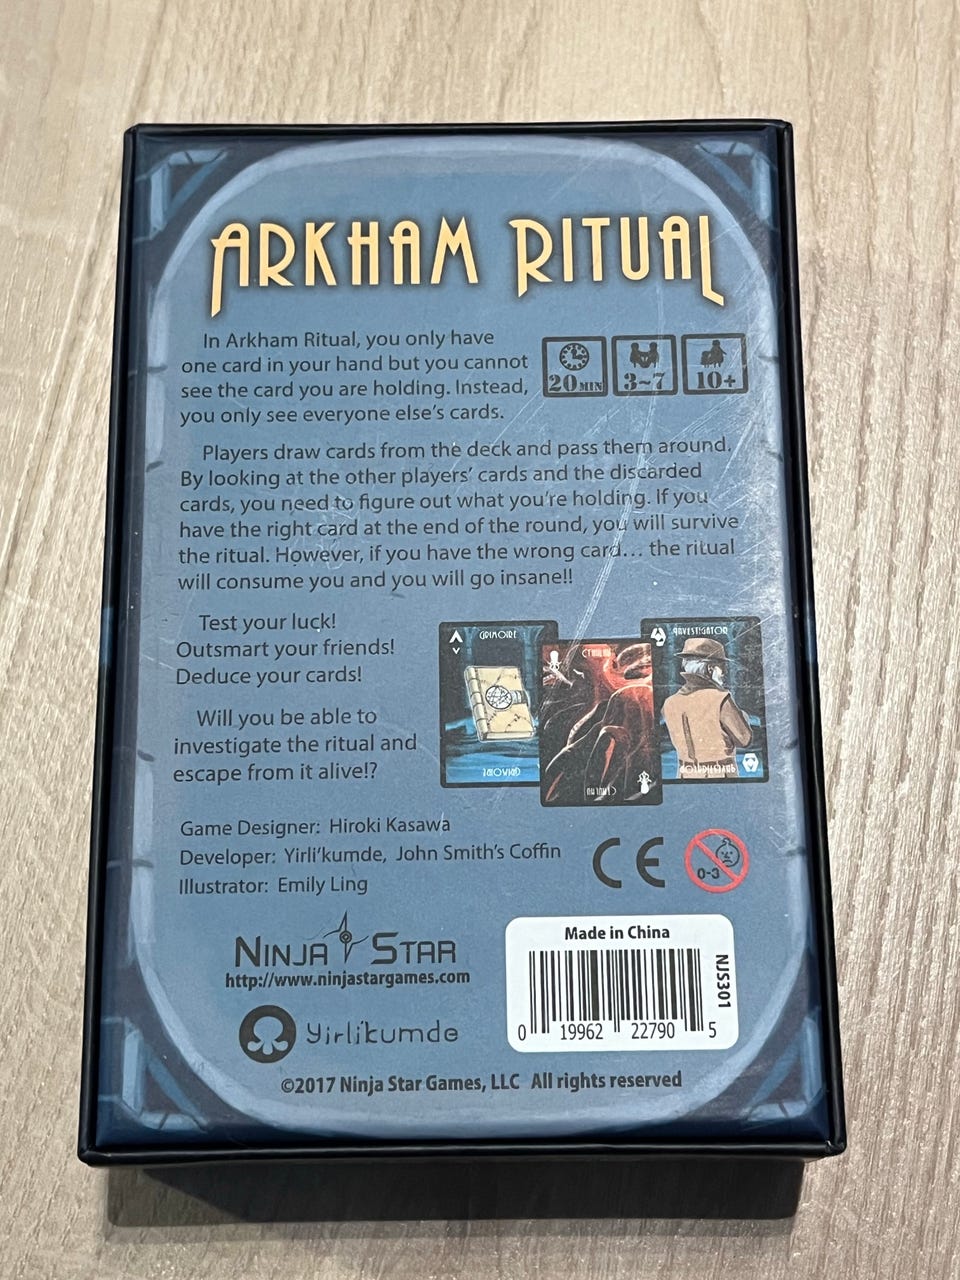 ARKHAM RITUAL
In Arkham Ritual, you only have
one card in your hand but you cannot
see the card you are holding. Instead,
you only see everyone else's cards.
20 MIN
3~7
10+
Players draw cards from the deck and pass them around.
By looking at the other players' cards and the discarded
cards, you need to figure out what you're holding. If you
have the right card at the end of the round, you will survive
the ritual. However, if you have the wrong card... the ritual
will consume you and you will go insane!!
Test your luck!
Outsmart your friends!
Deduce your cards!
Will you be able to
investigate the ritual and
escape from it alive!?
GRIMOIRE
GRIMOIRE
CTHULHU
CTHULHU
INVESTIGATOR
INVESTIGATOR
Game Designer: Hiroki Kasawa
Developer: Yirli'kumde, John Smith's Coffin
Illustrator: Emily Ling
CE
0-3
NINJA STAR
http://www.ninjastargames.com
Yirli'kumde
Made in China
NJS301
0 19962 22790 5
©2017 Ninja Star Games, LLC All rights reserved